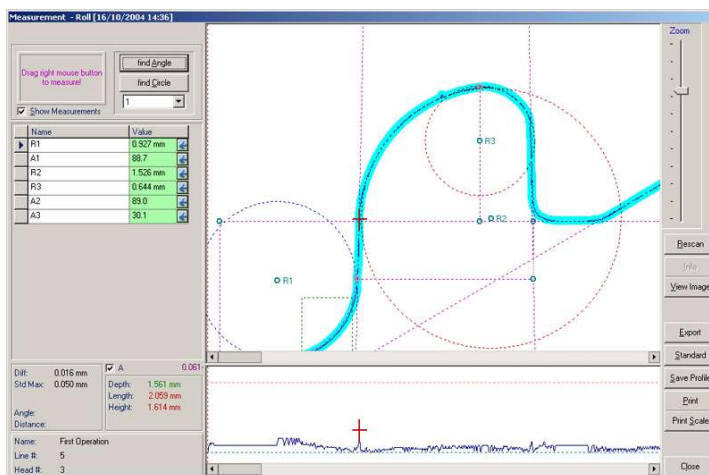 Measurement - Roll [16/10/2004 14:36]
Drag right mouse button
to measure!
find Angle
find Circle
Show Measurements
1
Name Value
R1 0.927 mm
A1 88.7
R2 1.526 mm
R3 0.644 mm
A2 89.0
A3 30.1
R3
R2
R1
Zoom
Rescan
Info
View Image
Export
Standard
Save Profile
Print
Print Scale
Close
Diff: 0.016 mm
Std Max: 0.050 mm
Angle:
Distance:
A 0.061-
Depth: 1.561 mm
Length: 2.059 mm
Height: 1.614 mm
Name: First Operation
Line #: 5
Head #: 3